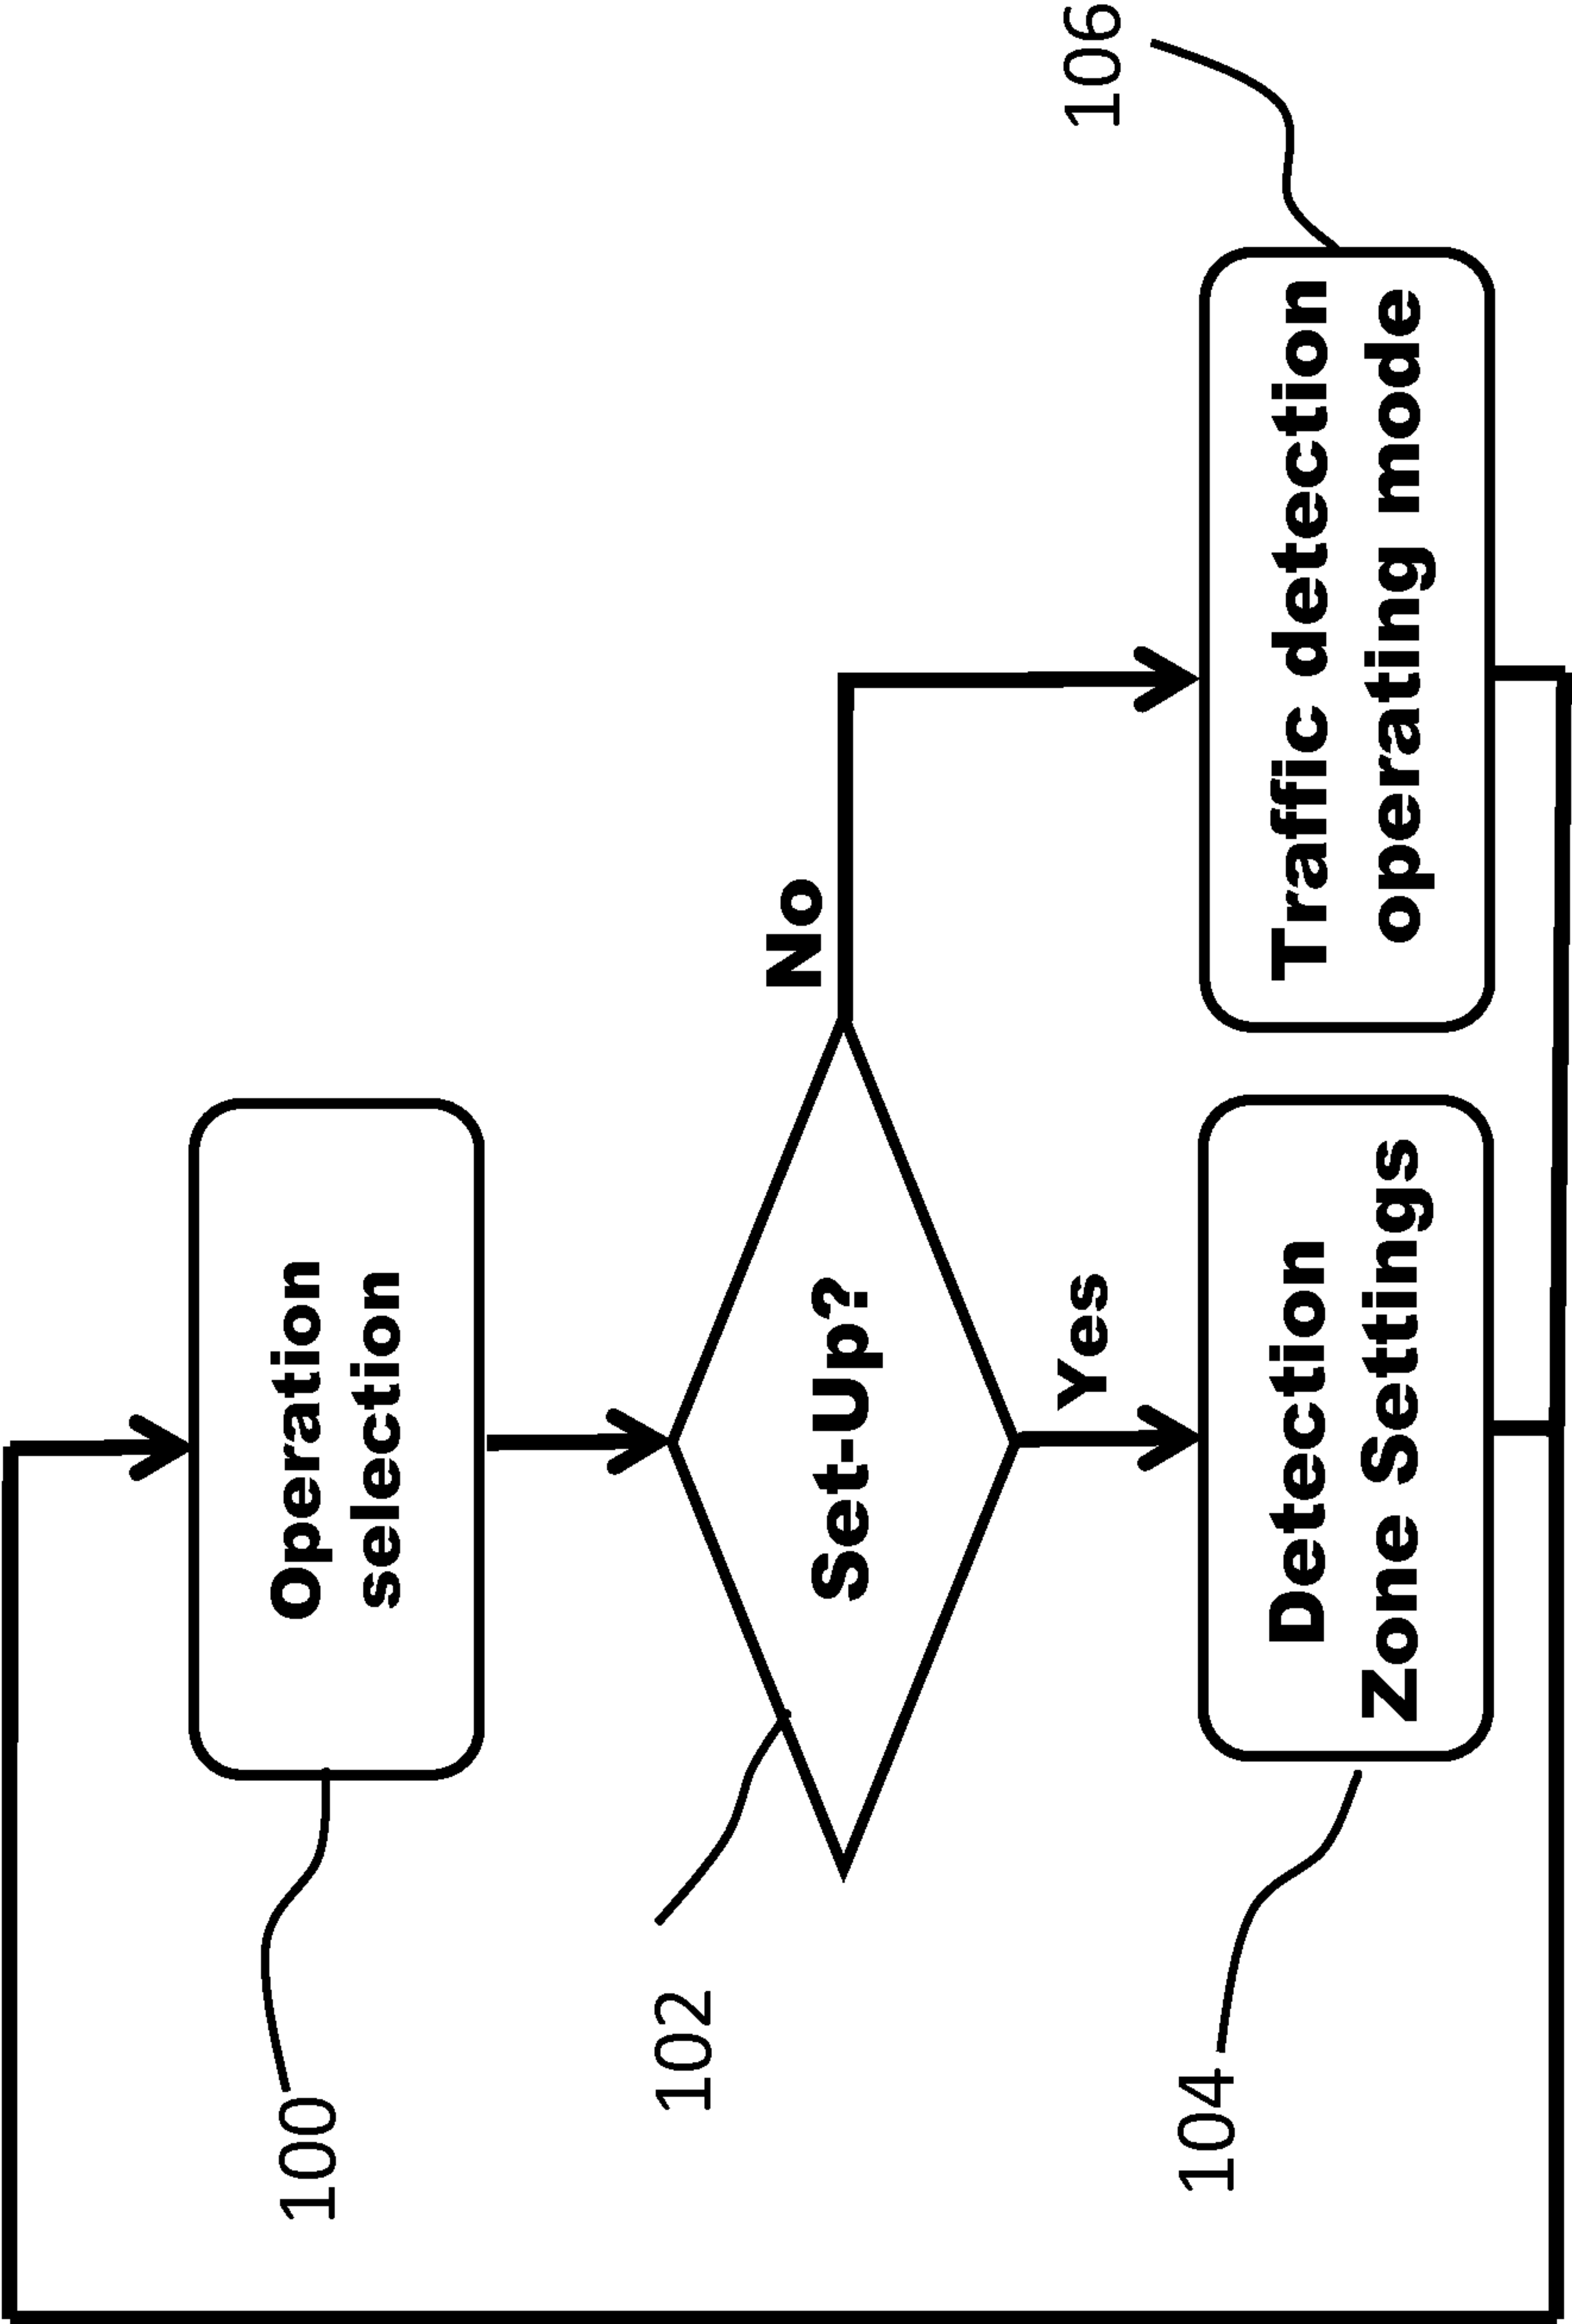 100
Operation
selection
102
Set-Up?
No
Yes
104
Detection
Zone Settings
Traffic detection
operating mode
106